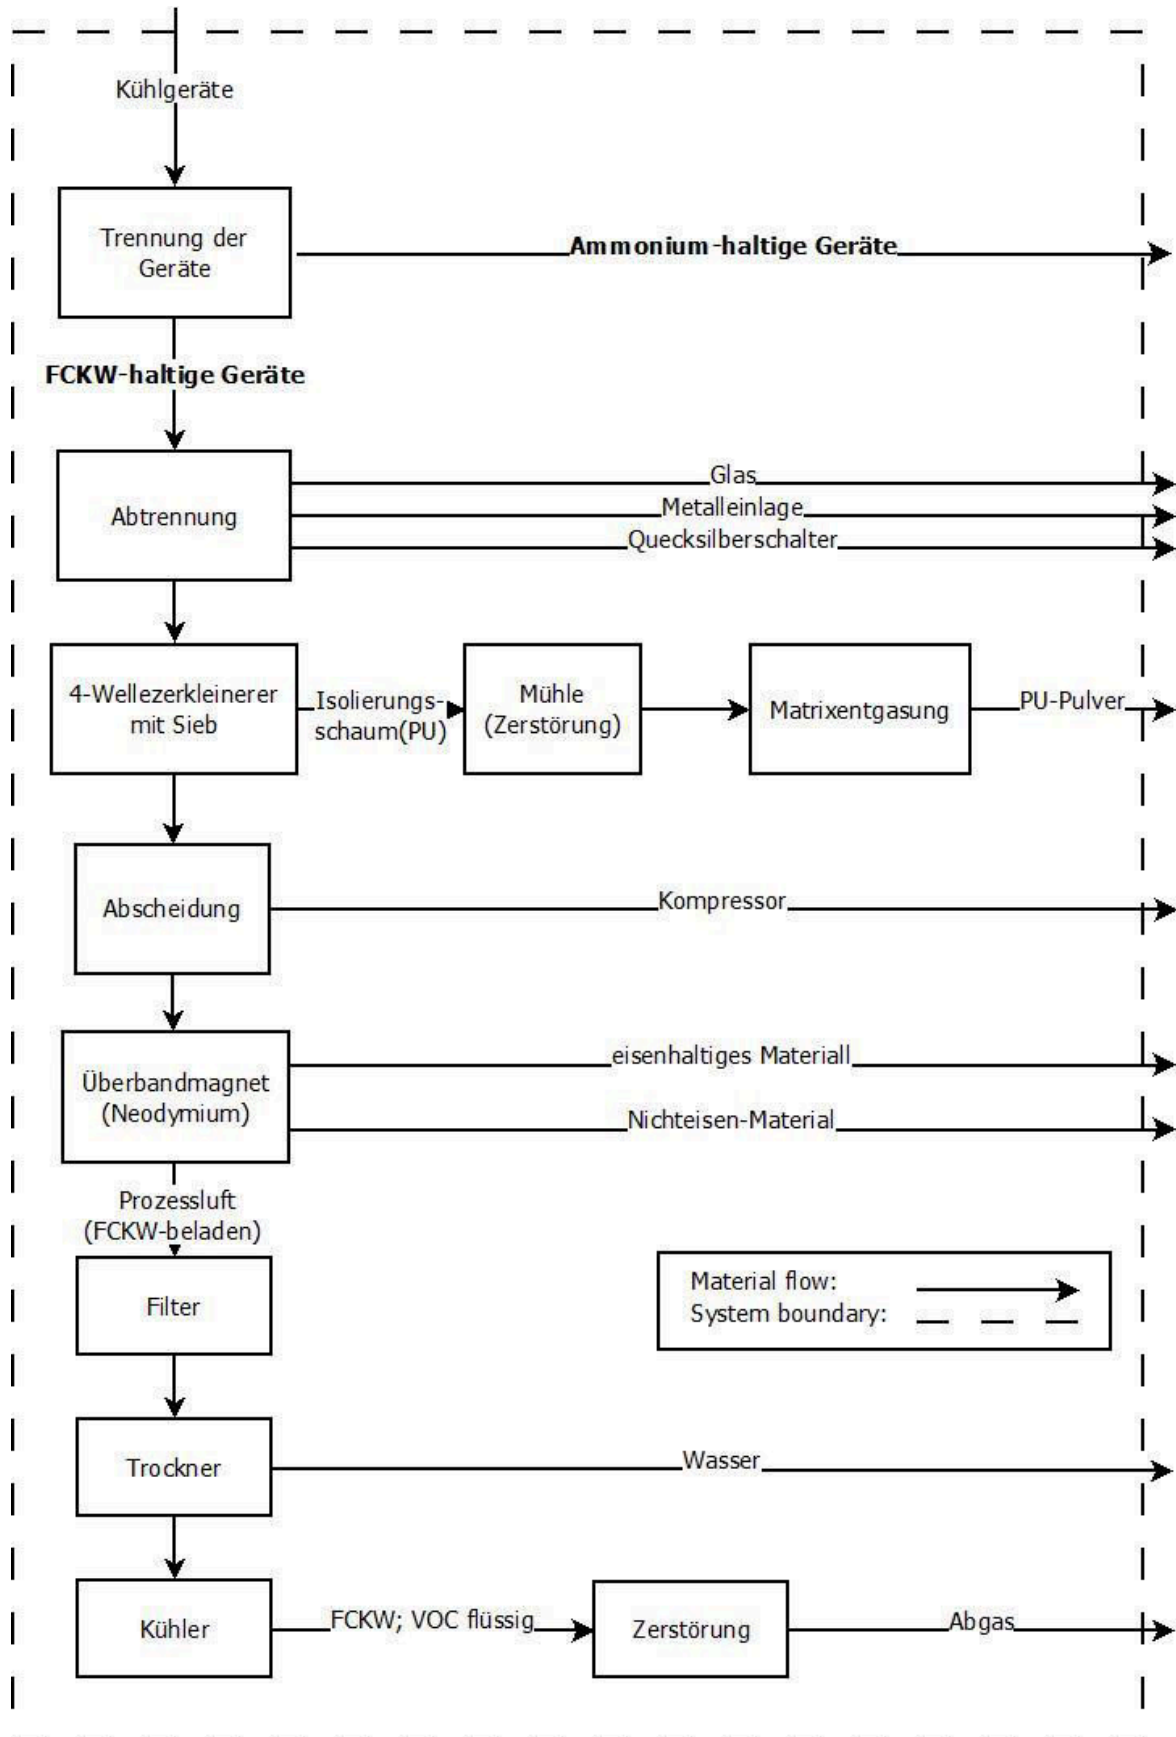 Kühlgeräte
Trennung der
Geräte
Ammonium-haltige Geräte
FCKW-haltige Geräte
Abtrennung
Glas
Metalleinlage
Quecksilberschalter
4-Wellezerkleinerer
mit Sieb
Isolierungs-
schaum(PU)
Mühle
(Zerstörung)
Matrixentgasung
PU-Pulver
Abscheidung
Kompressor
Überbandmagnet
(Neodymium)
eisenhaltiges Materiall
Nichteisen-Material
Prozessluft
(FCKW-beladen)
Filter
Material flow:
System boundary:
Trockner
Wasser
Kühler
FCKW; VOC flüssig
Zerstörung
Abgas